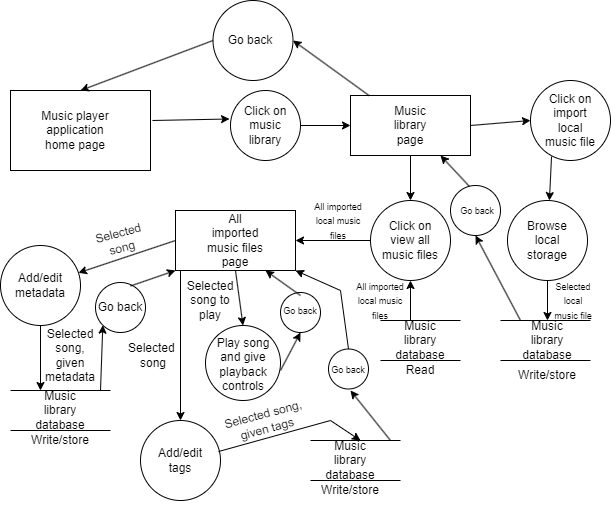 Go back
Music player
application
home page
Click on
music
library
Music
library
page
Click on
import
local
music file
Go back
All imported
local music
files
Click on
view all
music files
Browse
local
storage
All
imported
music files
page
Selected
song
Add/edit
metadata
Go back
Selected
song to
play
Go back
All imported
local music
files
Selected
local
music file
Music
library
database
Read
Music
library
database
Write/store
Selected
song,
given
metadata
Selected
song
Play song
and give
playback
controls
Go back
Music
library
database
Write/store
Add/edit
tags
Selected song,
given tags
Music
library
database
Write/store